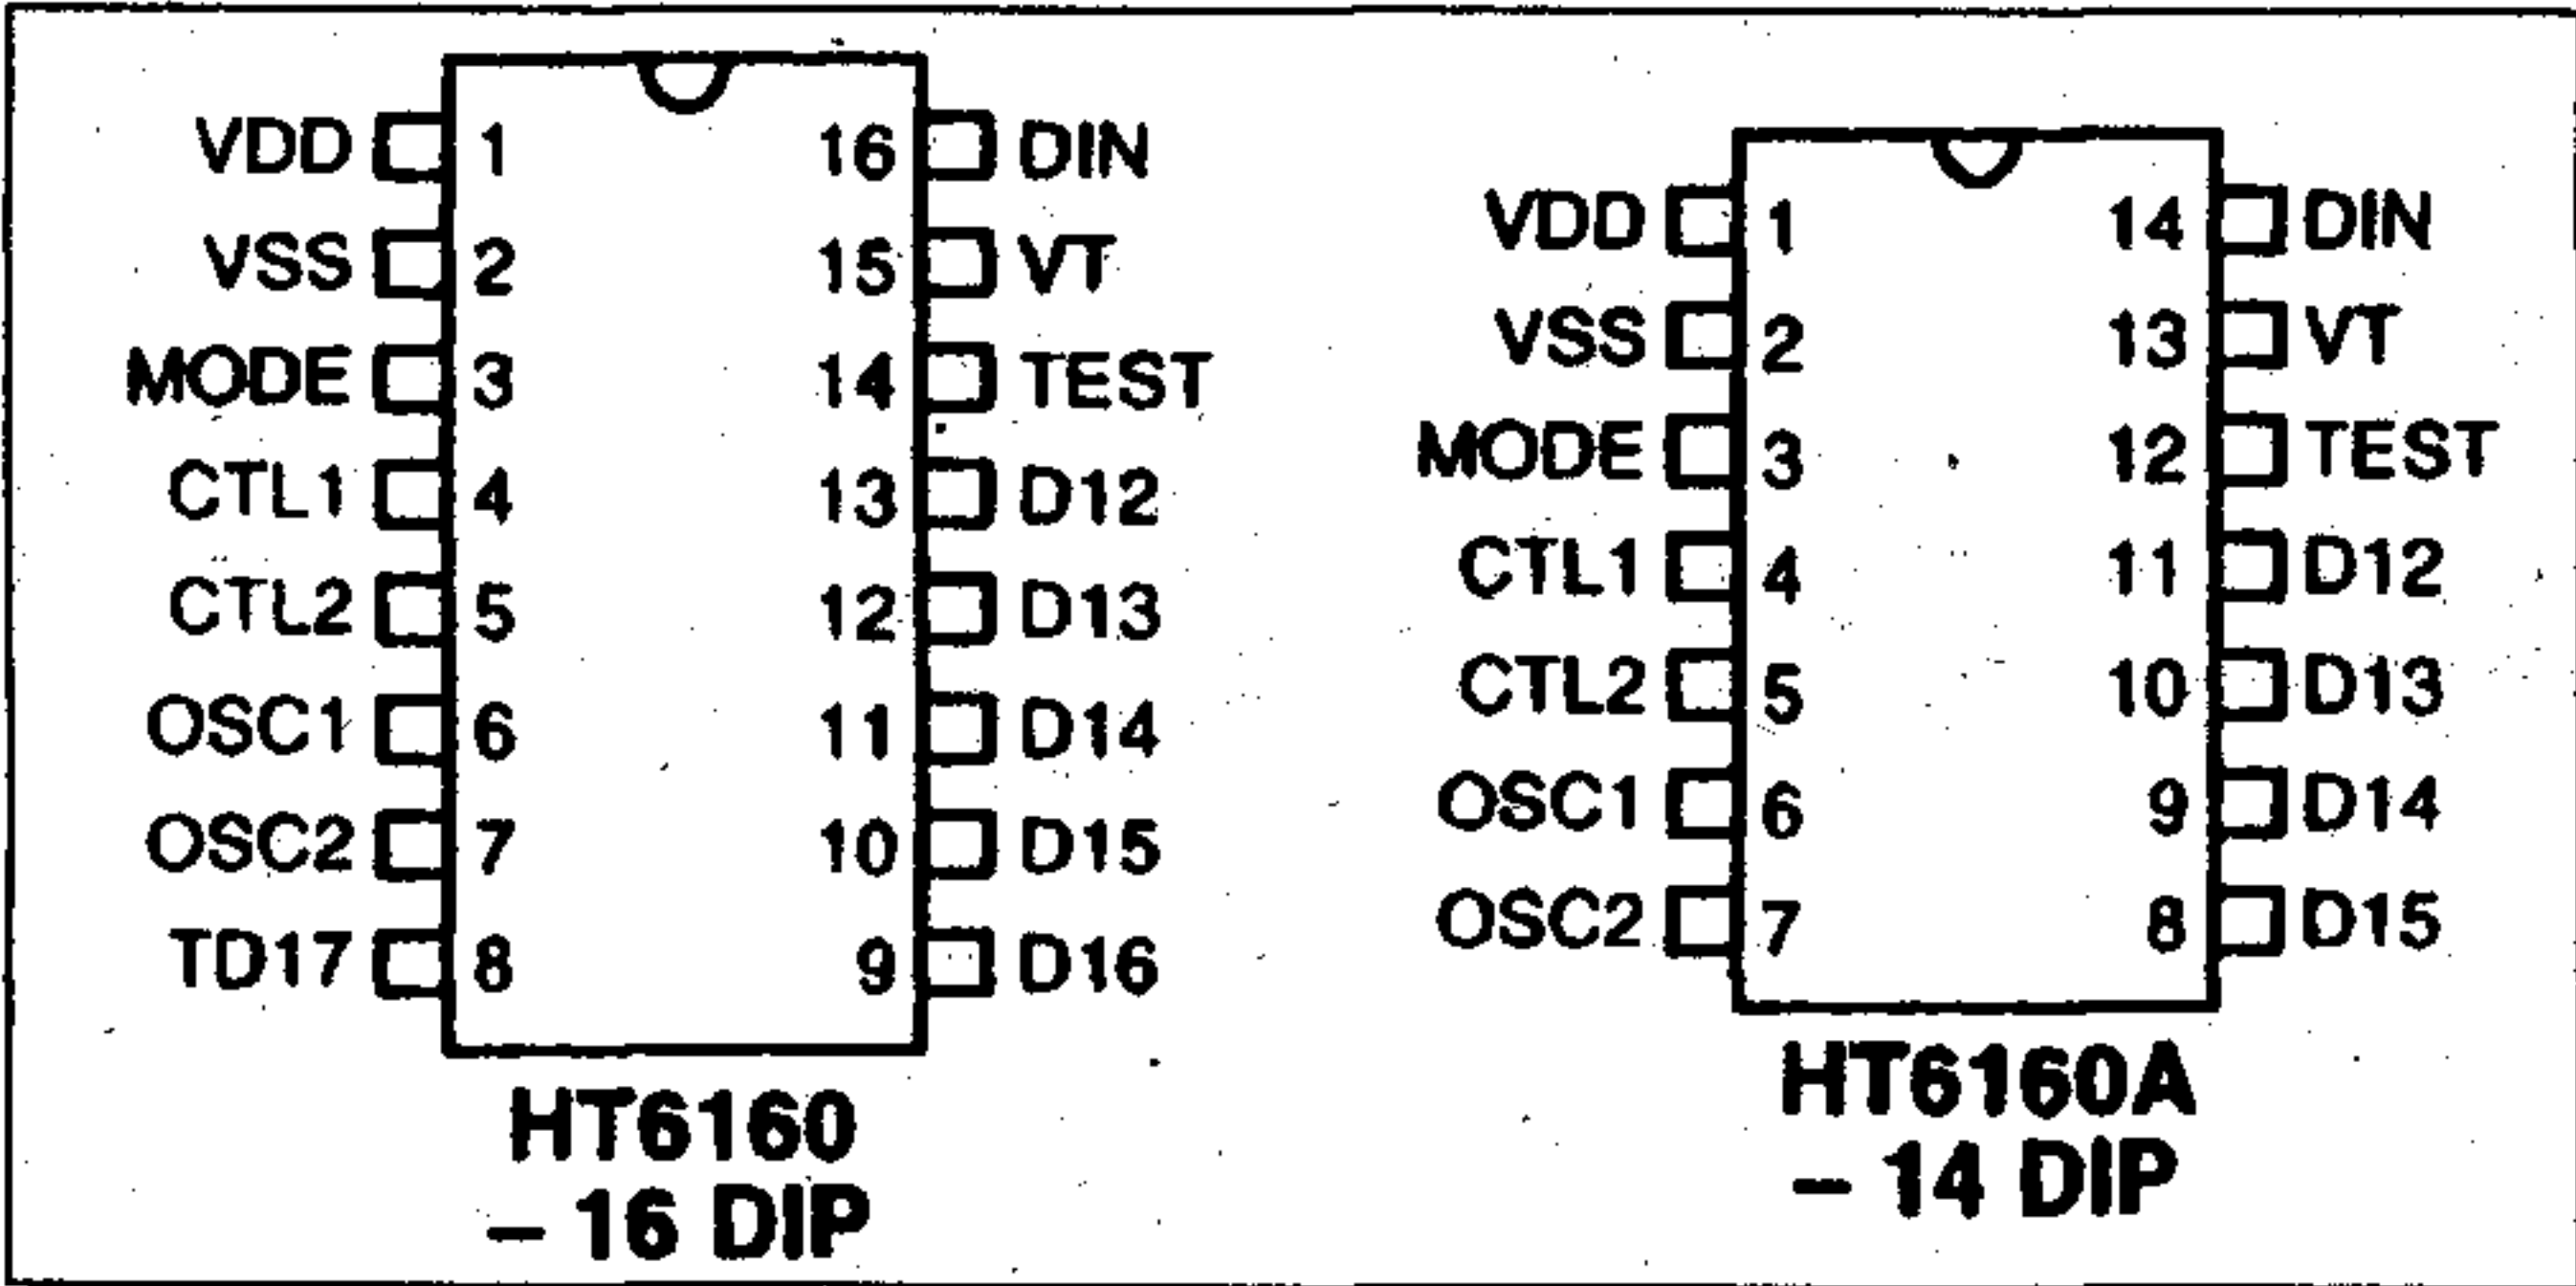 VDD 1 16 DIN
VSS 2 15 VT
MODE 3 14 TEST
CTL1 4 13 D12
CTL2 5 12 D13
OSC1 6 11 D14
OSC2 7 10 D15
TD17 8 9 D16
HT6160
– 16 DIP
VDD 1 14 DIN
VSS 2 13 VT
MODE 3 12 TEST
CTL1 4 11 D12
CTL2 5 10 D13
OSC1 6 9 D14
OSC2 7 8 D15
HT6160A
– 14 DIP